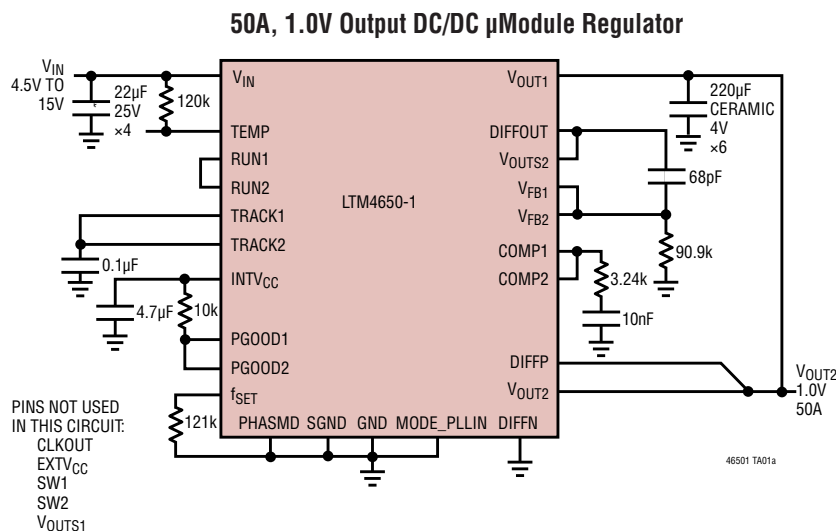 50A, 1.0V Output DC/DC µModule Regulator
VIN
4.5V TO
15V
22µF
25V
×4
120k
VIN
TEMP
RUN1
RUN2
TRACK1
TRACK2
0.1µF
INTVCC
4.7µF
10k
PGOOD1
PGOOD2
fSET
121k
LTM4650-1
PHASMD
SGND
GND
MODE_PLLIN
DIFFN
VOUT1
DIFFOUT
VOUTS2
VFB1
VFB2
COMP1
COMP2
DIFFP
VOUT2
220µF
CERAMIC
4V
×6
68pF
90.9k
3.24k
10nF
VOUT2
1.0V
50A
PINS NOT USED
IN THIS CIRCUIT:
CLKOUT
EXTVCC
SW1
SW2
VOUTS1
46501 TA01a